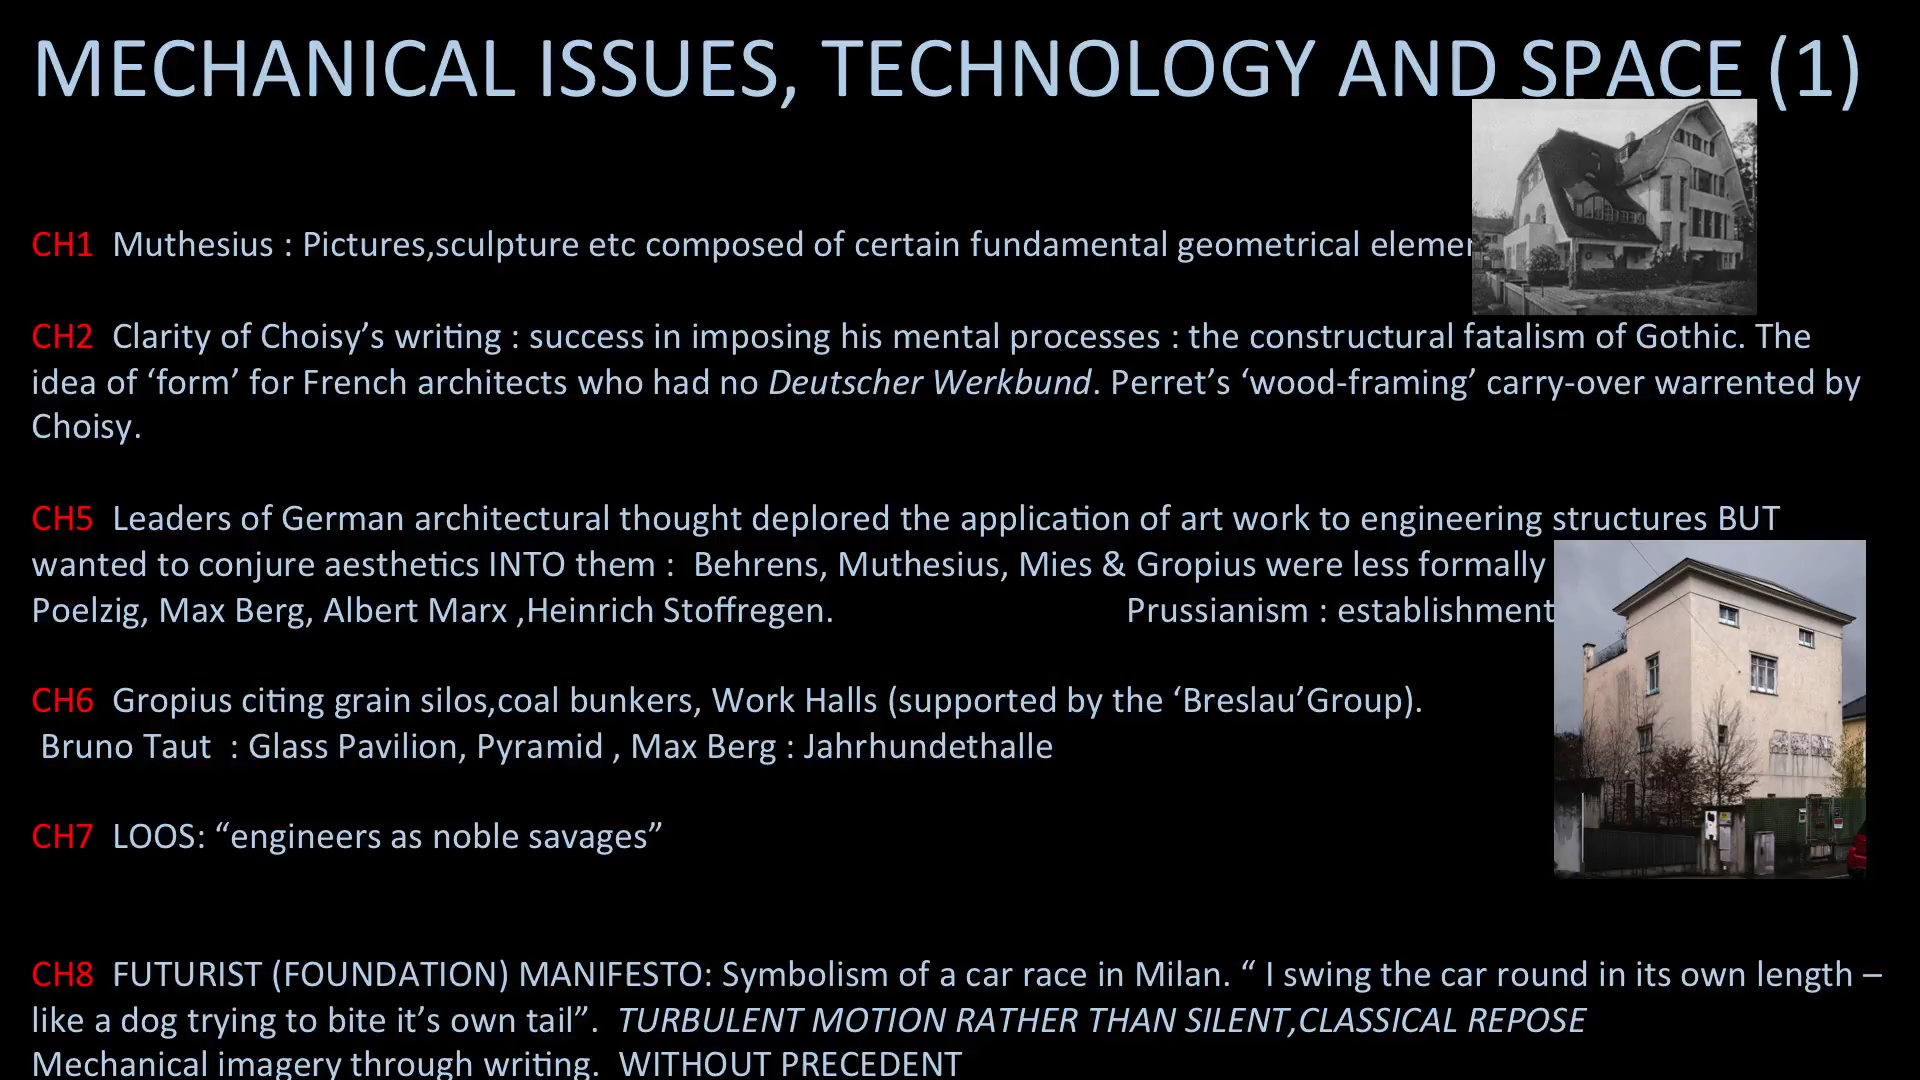 MECHANICAL ISSUES, TECHNOLOGY AND SPACE (1)
CH1 Muthesius : Pictures,sculpture etc composed of certain fundamental geometrical
CH2 Clarity of Choisy’s writing : success in imposing his mental processes : the constructural fatalism of Gothic. The
idea of ‘form’ for French architects who had no Deutscher Werkbund. Perret’s ‘wood-framing’ carry-over warrented by
Choisy.
CH5 Leaders of German architectural thought deplored the application of art work to engineering structures BUT
wanted to conjure aesthetics INTO them : Behrens, Muthesius, Mies & Gropius were less formally
Poelzig, Max Berg, Albert Marx ,Heinrich Stoffregen. Prussianism : establishment
CH6 Gropius citing grain silos,coal bunkers, Work Halls (supported by the ‘Breslau’Group).
Bruno Taut : Glass Pavilion, Pyramid , Max Berg : Jahrhundethalle
CH7 LOOS: “engineers as noble savages”
CH8 FUTURIST (FOUNDATION) MANIFESTO: Symbolism of a car race in Milan. “ I swing the car round in its own length –
like a dog trying to bite it’s own tail”. TURBULENT MOTION RATHER THAN SILENT,CLASSICAL REPOSE
Mechanical imagery through writing. WITHOUT PRECEDENT